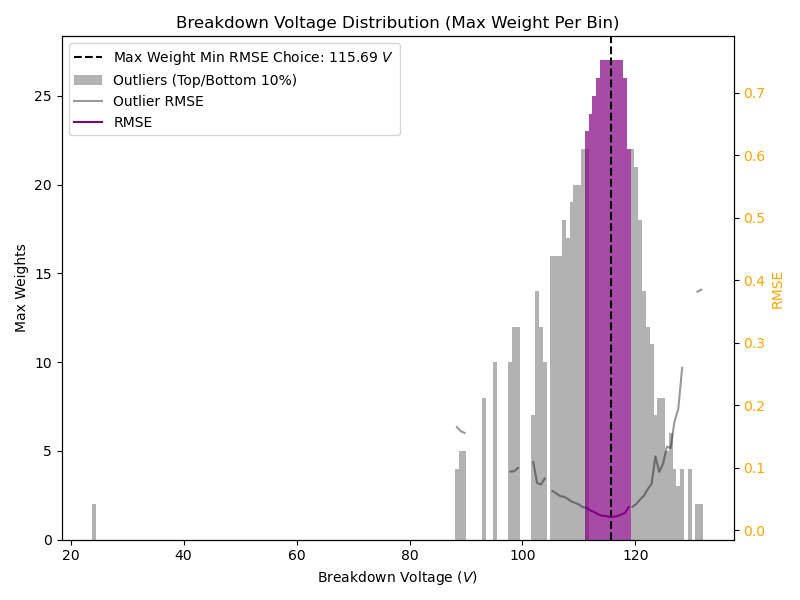 Breakdown Voltage Distribution (Max Weight Per Bin)
Max Weight Min RMSE Choice: 115.69 V
Outliers (Top/Bottom 10%)
Outlier RMSE
RMSE
Max Weights
25
20
15
10
5
0
0.7
0.6
0.5
0.4
0.3
0.2
0.1
0.0
RMSE
20 40 60 80 100 120
Breakdown Voltage (V)